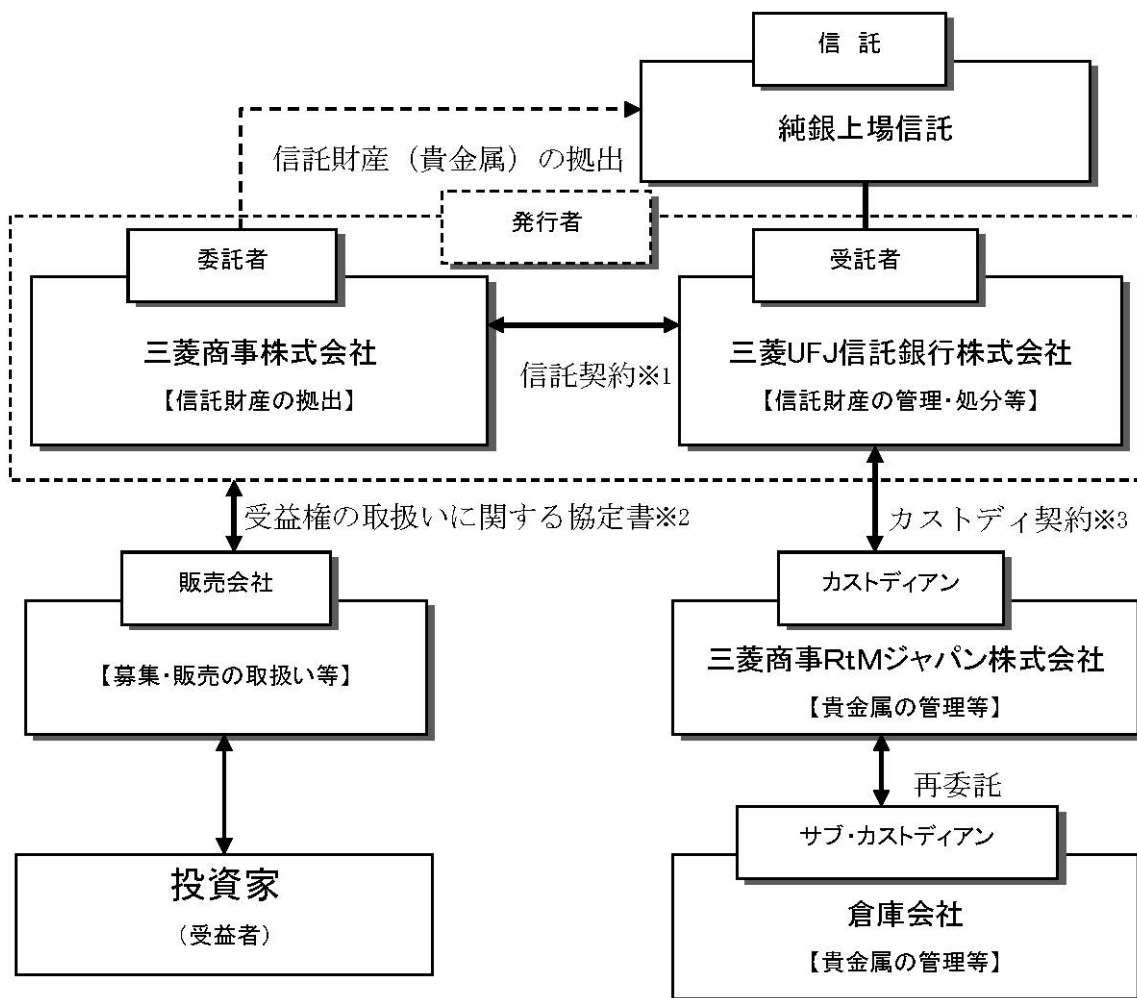 信 託
純銀上場信託
信託財産（貴金属）の拠出
発行者
委託者
三菱商事株式会社
【信託財産の拠出】
信託契約※1
受託者
三菱UFJ信託銀行株式会社
【信託財産の管理・処分等】
受益権の取扱いに関する協定書※2
カストディ契約※3
販売会社
【募集・販売の取扱い等】
カストディアン
三菱商事RtMジャパン株式会社
【貴金属の管理等】
再委託
投資家
（受益者）
サブ・カストディアン
倉庫会社
【貴金属の管理等】